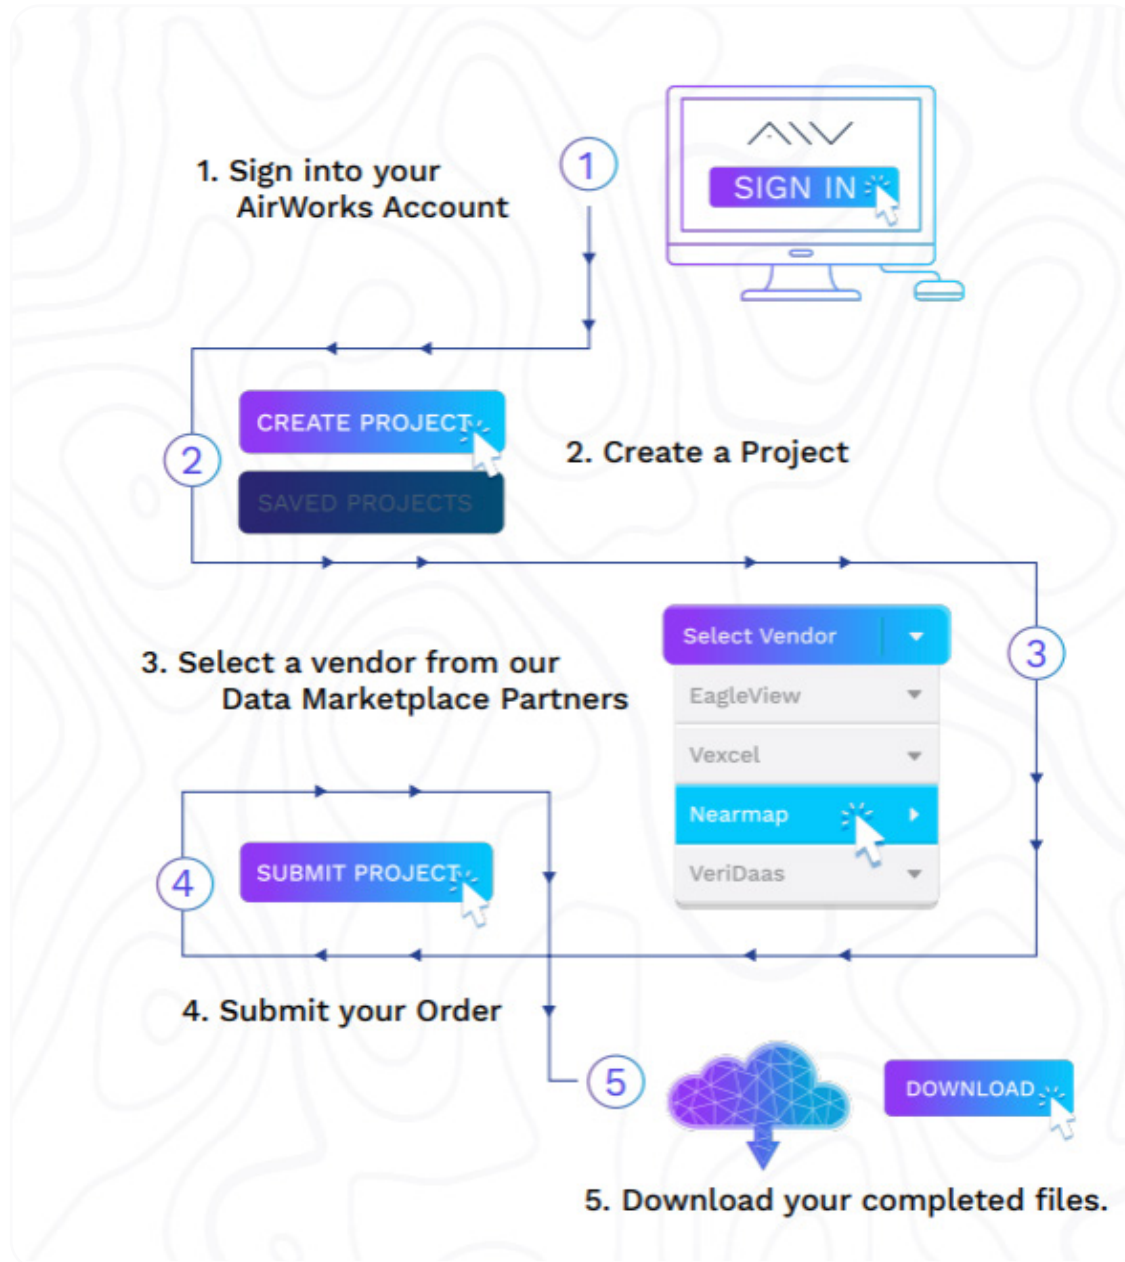 1. Sign into your
AirWorks Account
1
AIV
SIGN IN
CREATE PROJECT
2
2. Create a Project
SAVED PROJECTS
Select Vendor
3
3. Select a vendor from our
Data Marketplace Partners
EagleView
Vexcel
Nearmap
VeriDaas
4
SUBMIT PROJECT
4. Submit your Order
5
DOWNLOAD
5. Download your completed files.